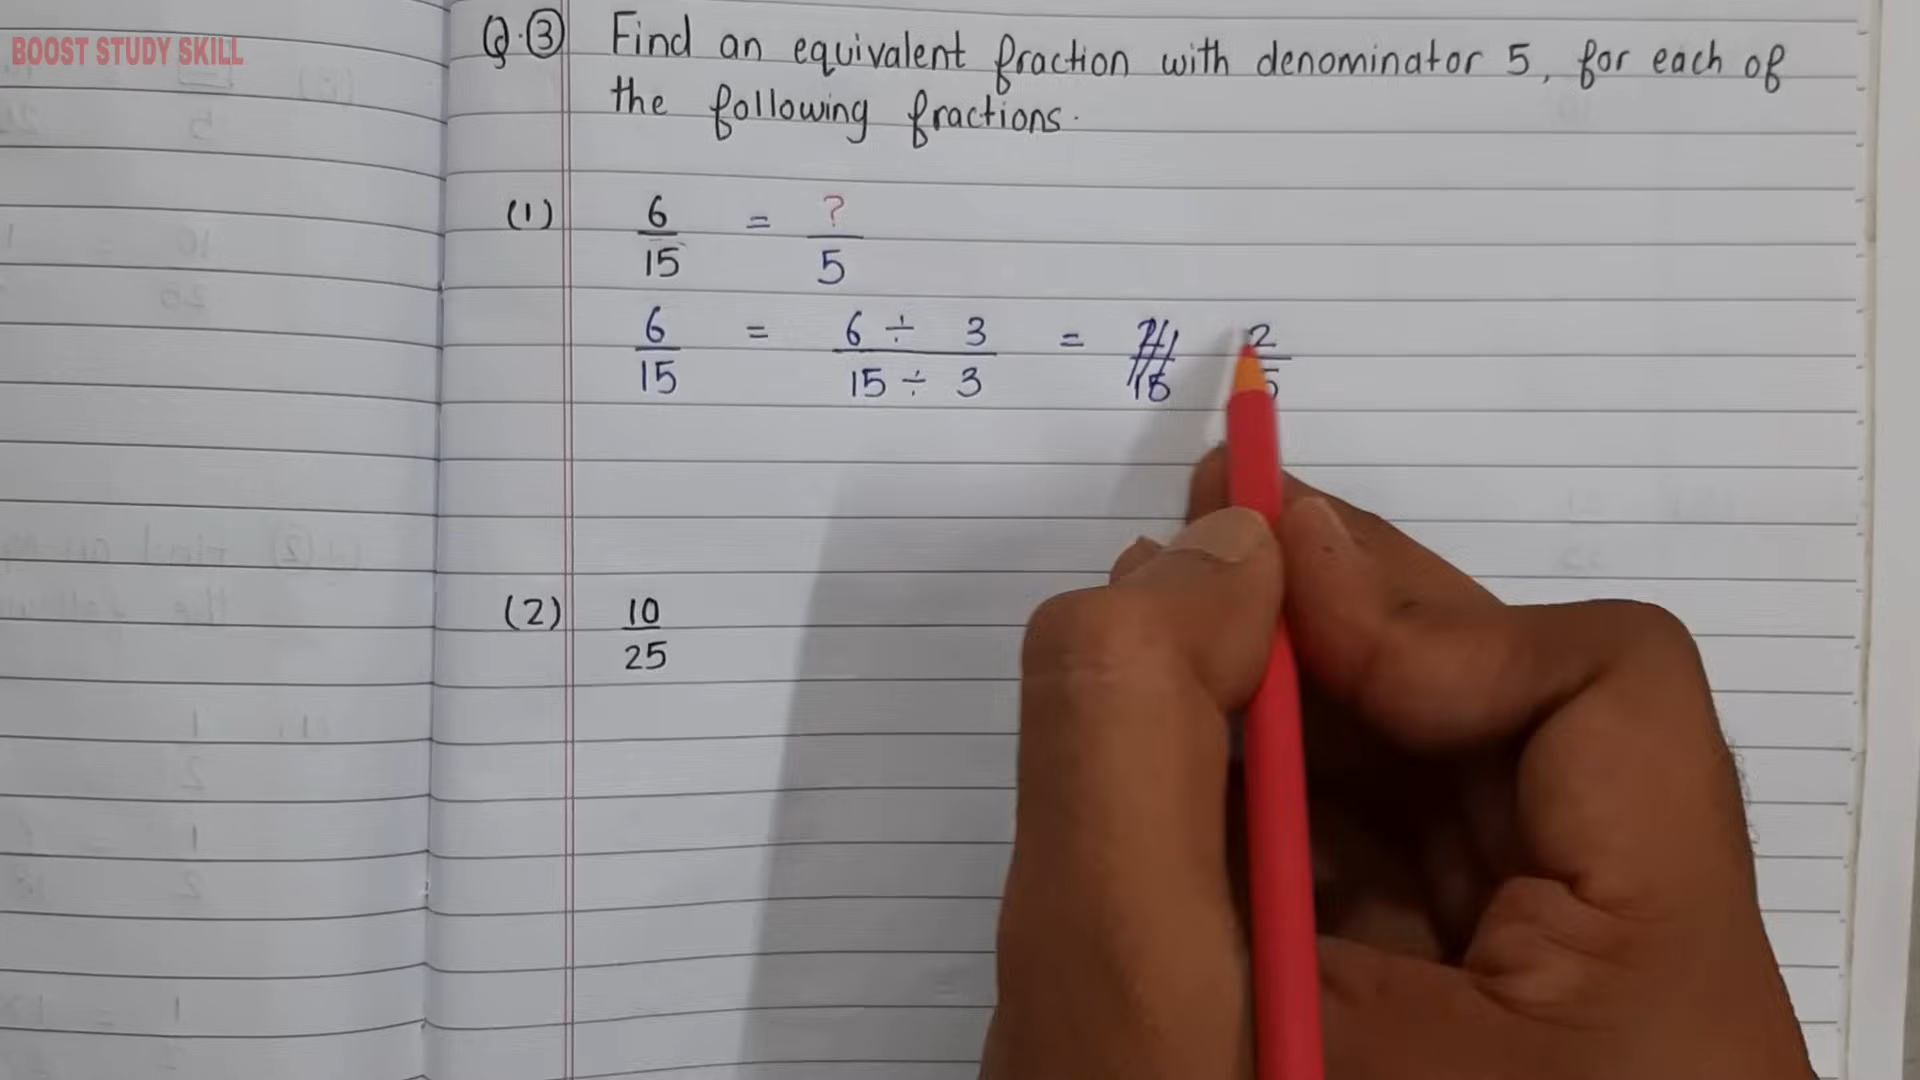 BOOST STUDY SKILL
Q.③ Find an equivalent fraction with denominator 5, for each of
the following fractions.
(1) 6/15 = ?/5
6/15 = 6 ÷ 3 / 15 ÷ 3 = 2/5
(2) 10/25